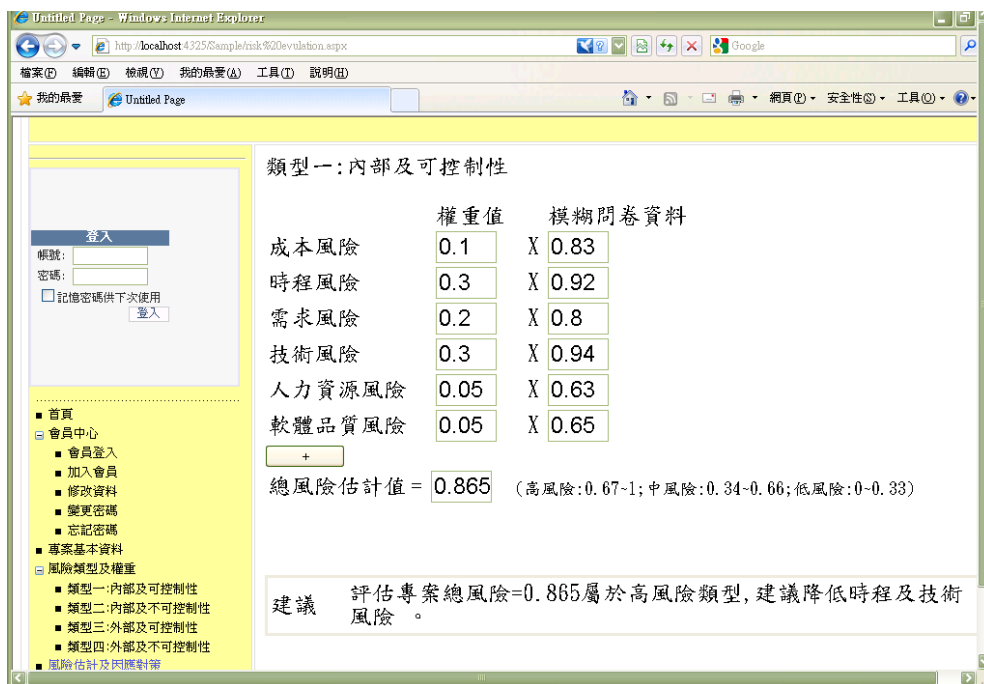 Untitled Page - Windows Internet Explorer
http://localhost:4325/Sample/risk%20evulation.aspx
Google
檔案(F) 編輯(E) 檢視(V) 我的最愛(A) 工具(T) 說明(H)
我的最愛 Untitled Page 網頁(P) 安全性(S) 工具(O)
登入
帳號:
密碼:
記憶密碼供下次使用
登入
首頁
會員中心
會員登入
加入會員
修改資料
變更密碼
忘記密碼
專案基本資料
風險類型及權重
類型一:內部及可控制性
類型二:內部及不可控制性
類型三:外部及可控制性
類型四:外部及不可控制性
風險估計及因應對策
類型一:內部及可控制性
權重值 模糊問卷資料
成本風險 0.1 X 0.83
時程風險 0.3 X 0.92
需求風險 0.2 X 0.8
技術風險 0.3 X 0.94
人力資源風險 0.05 X 0.63
軟體品質風險 0.05 X 0.65
+
總風險估計值 = 0.865 (高風險:0.67~1;中風險:0.34~0.66;低風險:0~0.33)
建議 評估專案總風險=0.865屬於高風險類型,建議降低時程及技術
風險 。